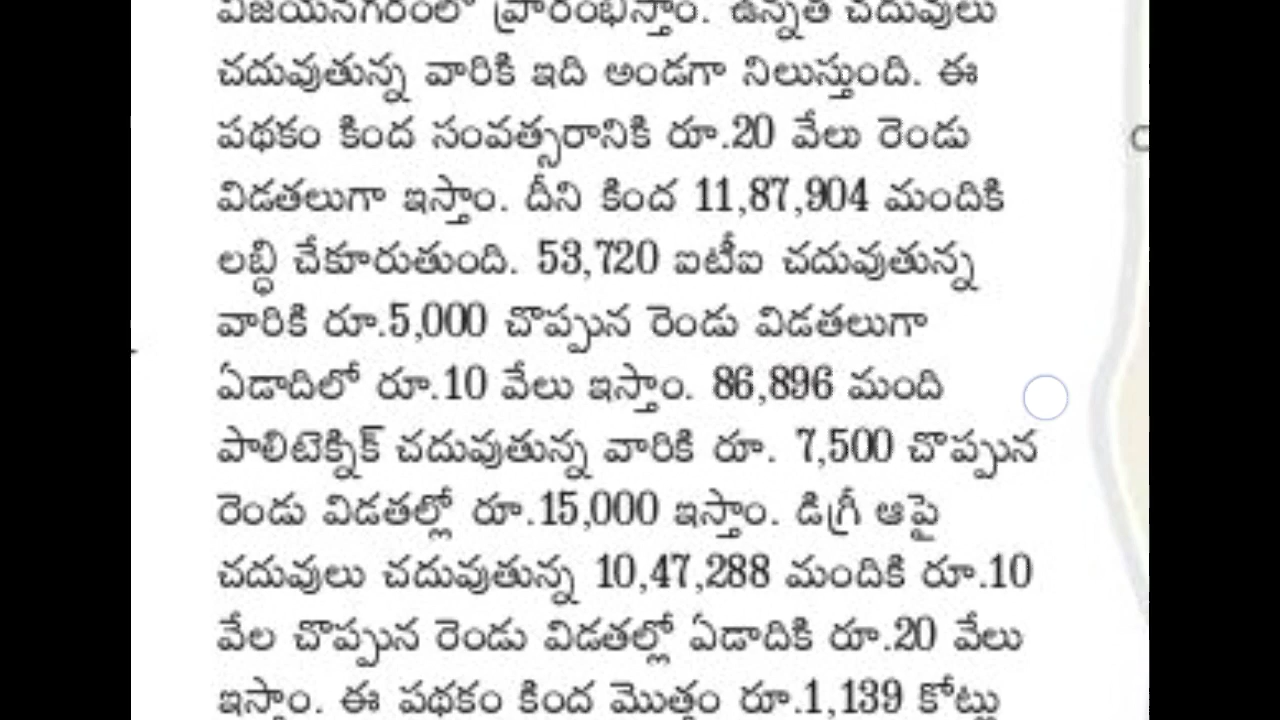 విజయనగరంలో ప్రారంభిస్తాం. ఉన్నత చదువులు
చదువుతున్న వారికి ఇది అండగా నిలుస్తుంది. ఈ
పథకం కింద సంవత్సరానికి రూ.20 వేలు రెండు
విడతలుగా ఇస్తాం. దీని కింద 11,87,904 మందికి
లబ్ధి చేకూరుతుంది. 53,720 ఐటీఐ చదువుతున్న
వారికి రూ.5,000 చొప్పున రెండు విడతలుగా
ఏడాదిలో రూ.10 వేలు ఇస్తాం. 86,896 మంది
పాలిటెక్నిక్ చదువుతున్న వారికి రూ. 7,500 చొప్పున
రెండు విడతల్లో రూ.15,000 ఇస్తాం. డిగ్రీ ఆపై
చదువులు చదువుతున్న 10,47,288 మందికి రూ.10
వేల చొప్పున రెండు విడతల్లో ఏడాదికి రూ.20 వేలు
ఇస్తాం. ఈ పథకం కింద మొత్తం రూ.1,139 కోట్లు